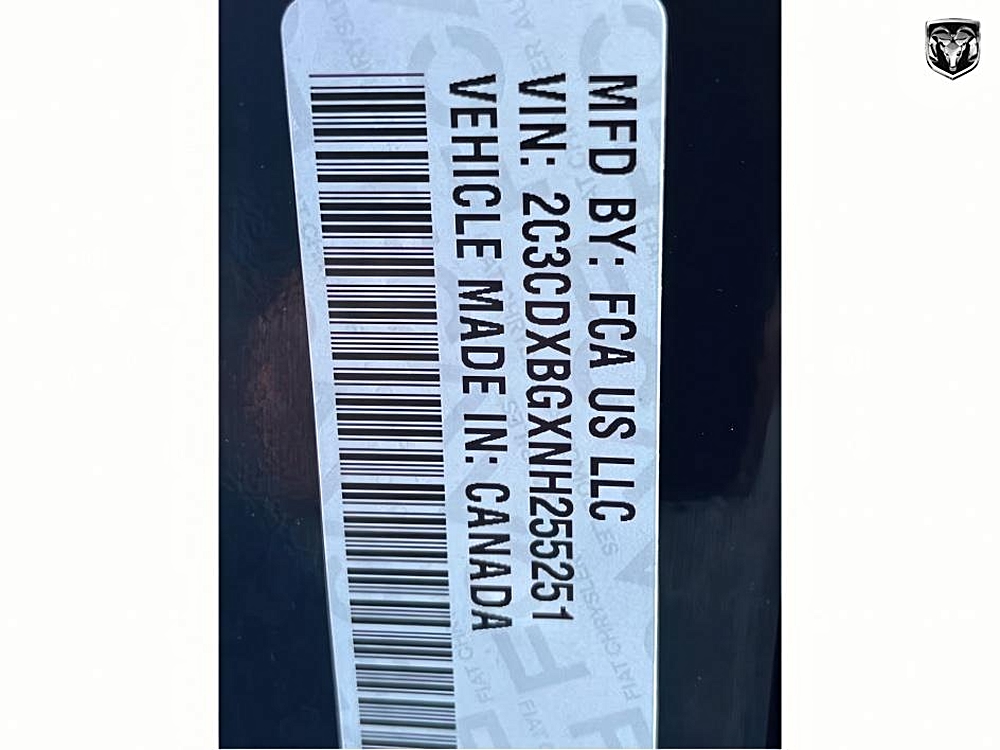 MFD BY: FCA US LLC
VIN: 2C3CDXBGXNH255251
VEHICLE MADE IN: CANADA